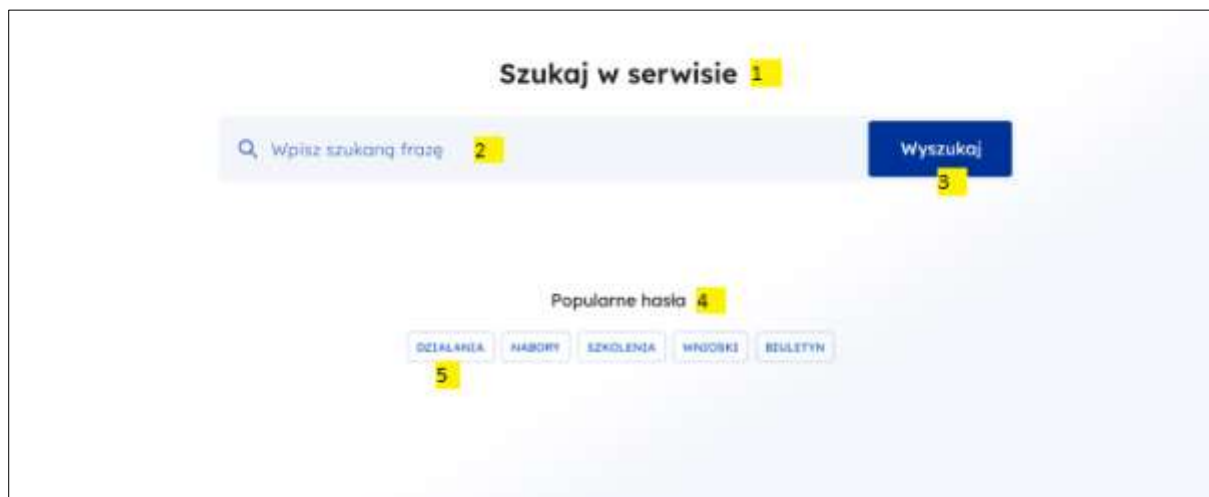 Szukaj w serwisie 1
Wpisz szukaną frazę 2 Wyszukaj
3
Popularne hasła 4
DZIAŁANIA NABORY SZKOLENIA WNIOSKI BIULETYN
5